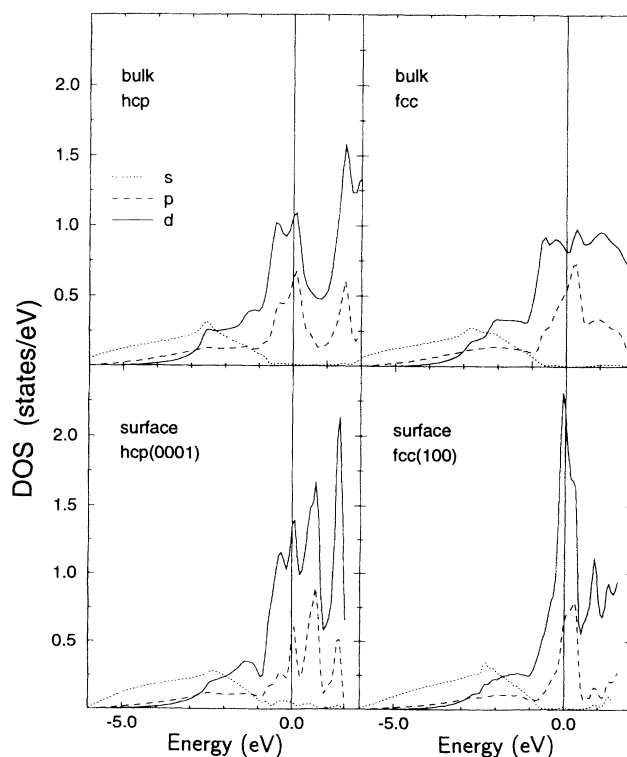 2.0
bulk
hcp
bulk
fcc
1.5
s
p
d
1.0
0.5
DOS (states/eV)
surface
hcp(0001)
surface
fcc(100)
2.0
1.5
1.0
0.5
-5.0
0.0
-5.0
0.0
Energy (eV)
Energy (eV)